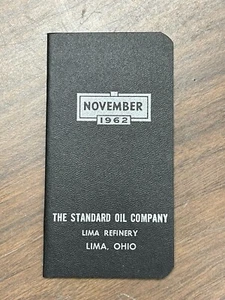 NOVEMBER
1962
THE STANDARD OIL COMPANY
LIMA REFINERY
LIMA, OHIO